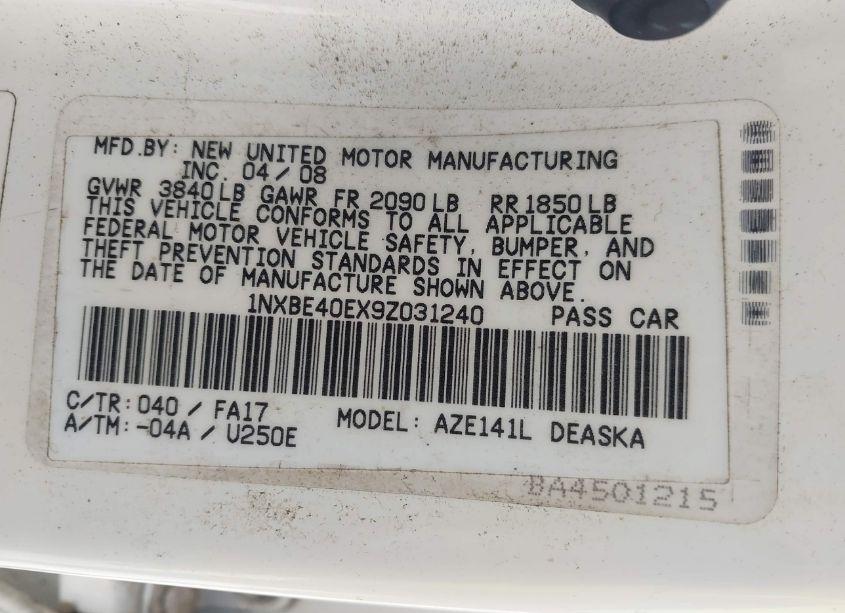 MFD.BY: NEW UNITED MOTOR MANUFACTURING
INC. 04/08
GVWR 3840LB GAWR FR 2090LB RR 1850LB
THIS VEHICLE CONFORMS TO ALL APPLICABLE
FEDERAL MOTOR VEHICLE SAFETY, BUMPER, AND
THEFT PREVENTION STANDARDS IN EFFECT ON
THE DATE OF MANUFACTURE SHOWN ABOVE.
1NXBE40EX9Z031240 PASS CAR
C/TR: 040 / FA17
A/TM: -04A / U250E
MODEL: AZE141L DEASKA
BA4501215